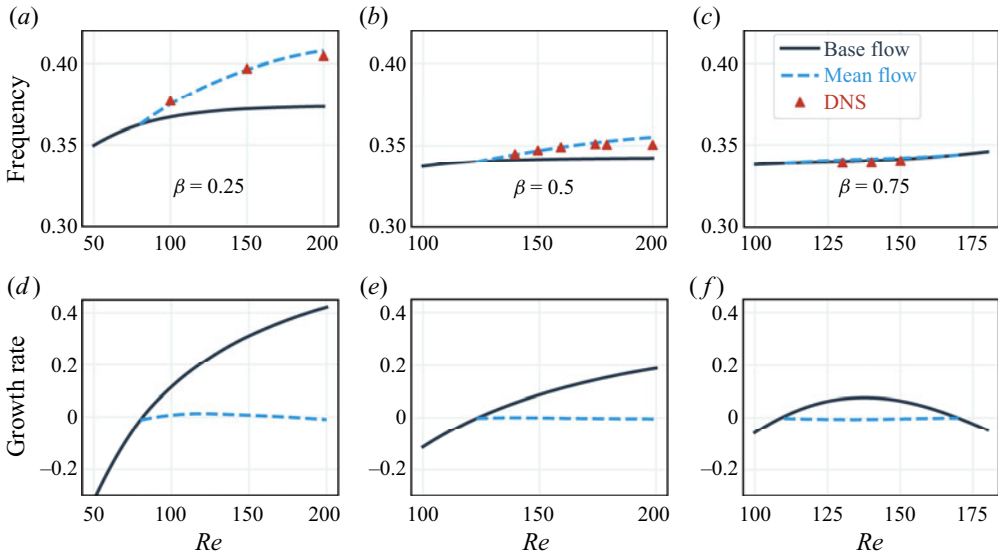 (a)
(b)
(c)
Frequency
0.40
0.35
0.30
β = 0.25
50
100
150
200
0.40
0.35
0.30
β = 0.5
100
150
200
0.40
0.35
0.30
Base flow
Mean flow
DNS
β = 0.75
100
125
150
175
(d)
(e)
(f)
Growth rate
0.4
0.2
0
−0.2
50
100
150
200
Re
0.4
0.2
0
−0.2
100
150
200
Re
0.4
0.2
0
−0.2
100
125
150
175
Re